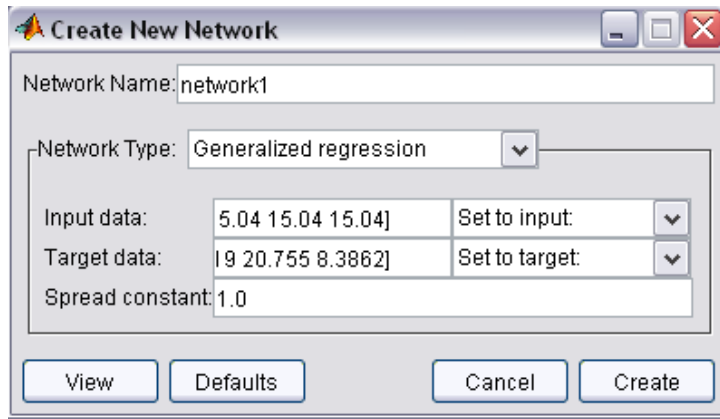 Create New Network
Network Name: network1
Network Type: Generalized regression
Input data: 5.04 15.04 15.04] Set to input:
Target data: 9 20.755 8.3862] Set to target:
Spread constant: 1.0
View Defaults Cancel Create